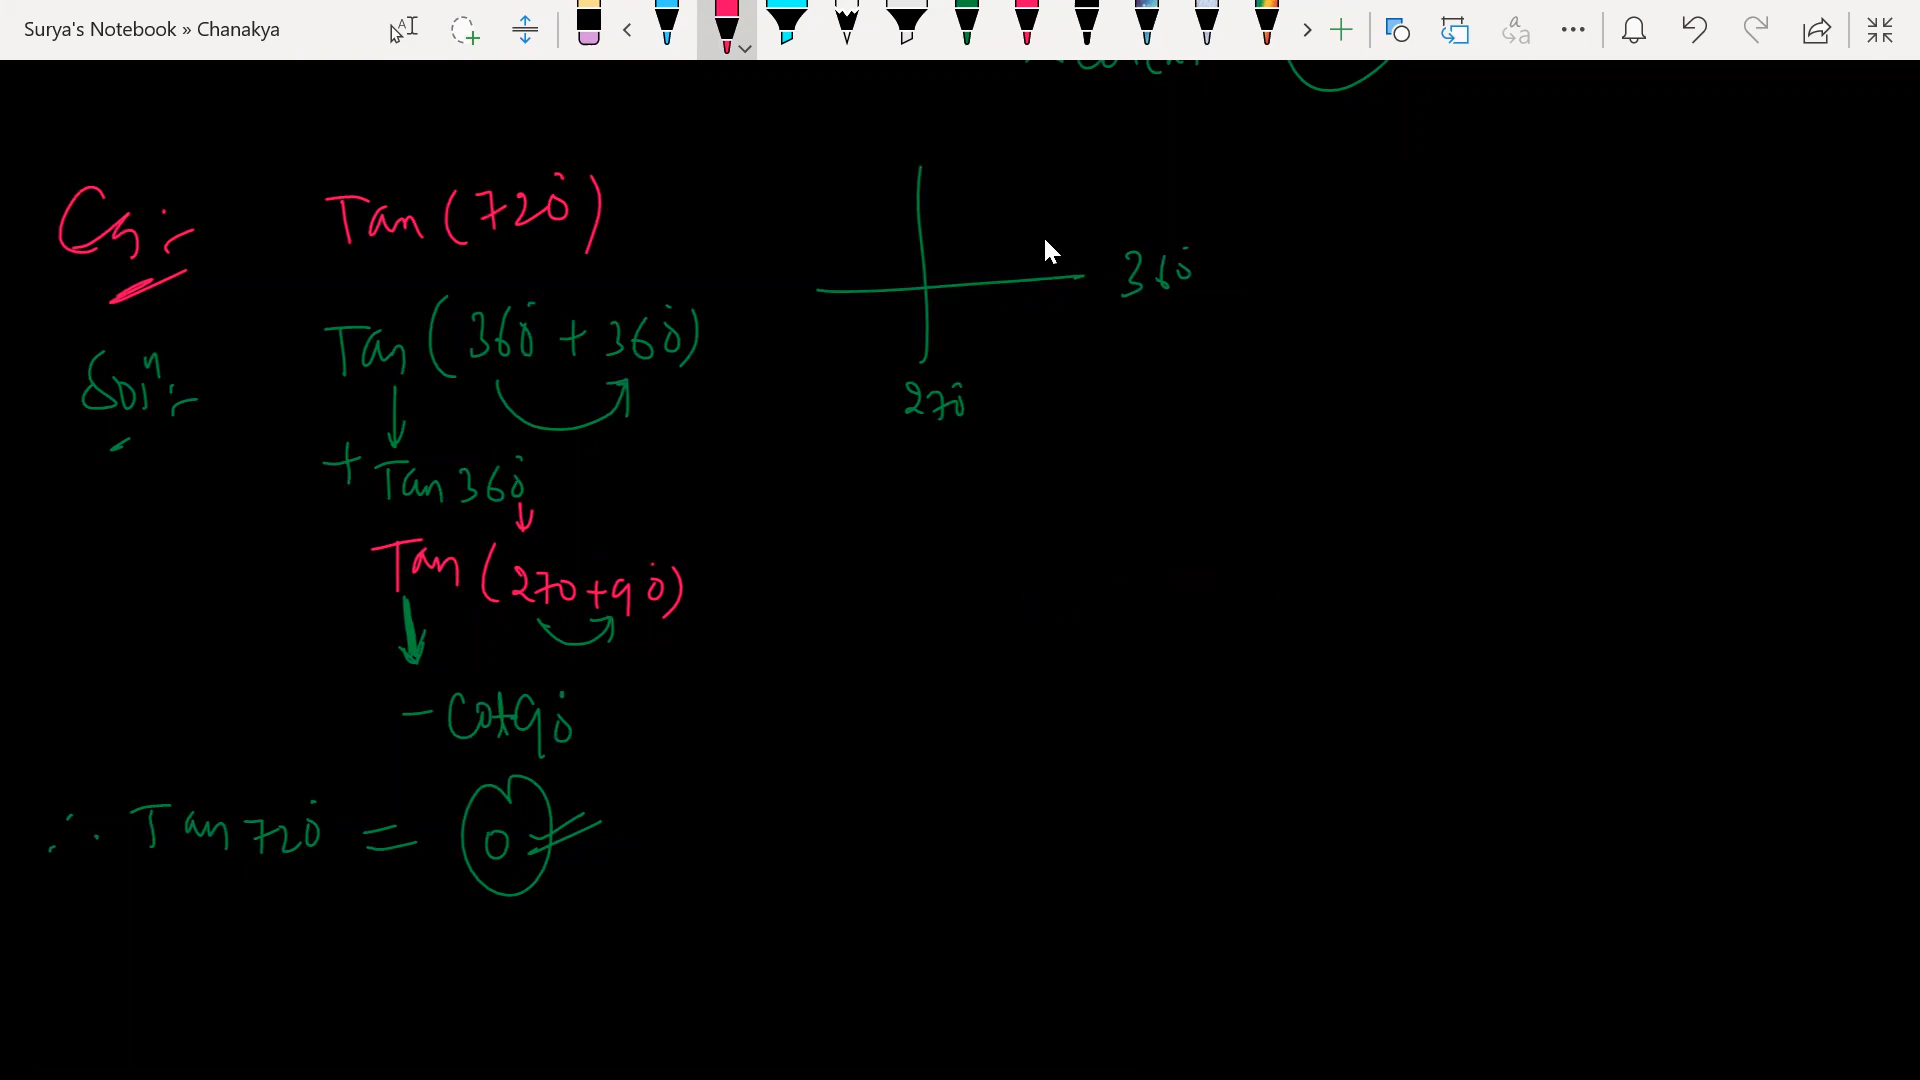 Surya's Notebook » Chanakya
Eg:-
Tan (720°)
360°
Tan (360° + 360°)
Solⁿ:-
270°
+ Tan 360°
Tan (270 + 90°)
- Cot 90°
∴ Tan 720° = 0